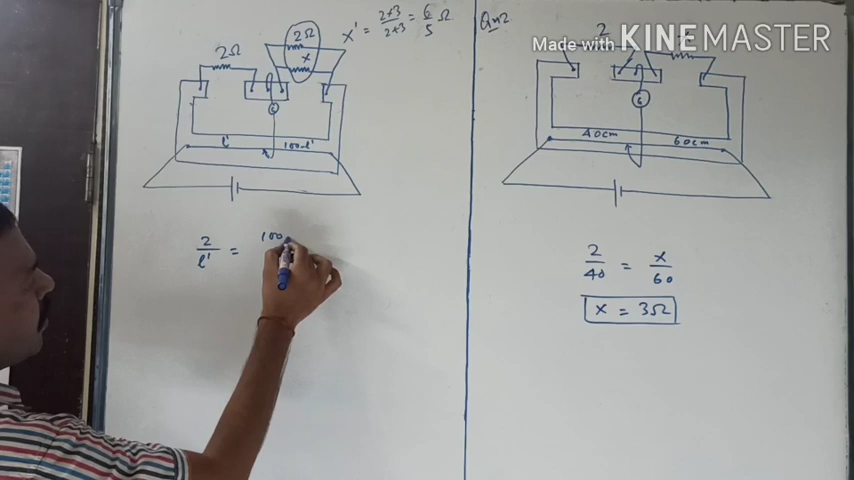 2Ω
2Ω
x
x' = 2*3/2+3 = 6/5 Ω
G
l'
100-l'
2/l' = 100
Qn2
Made with KINEMASTER
2
G
40cm
60cm
2/40 = x/60
x = 3Ω